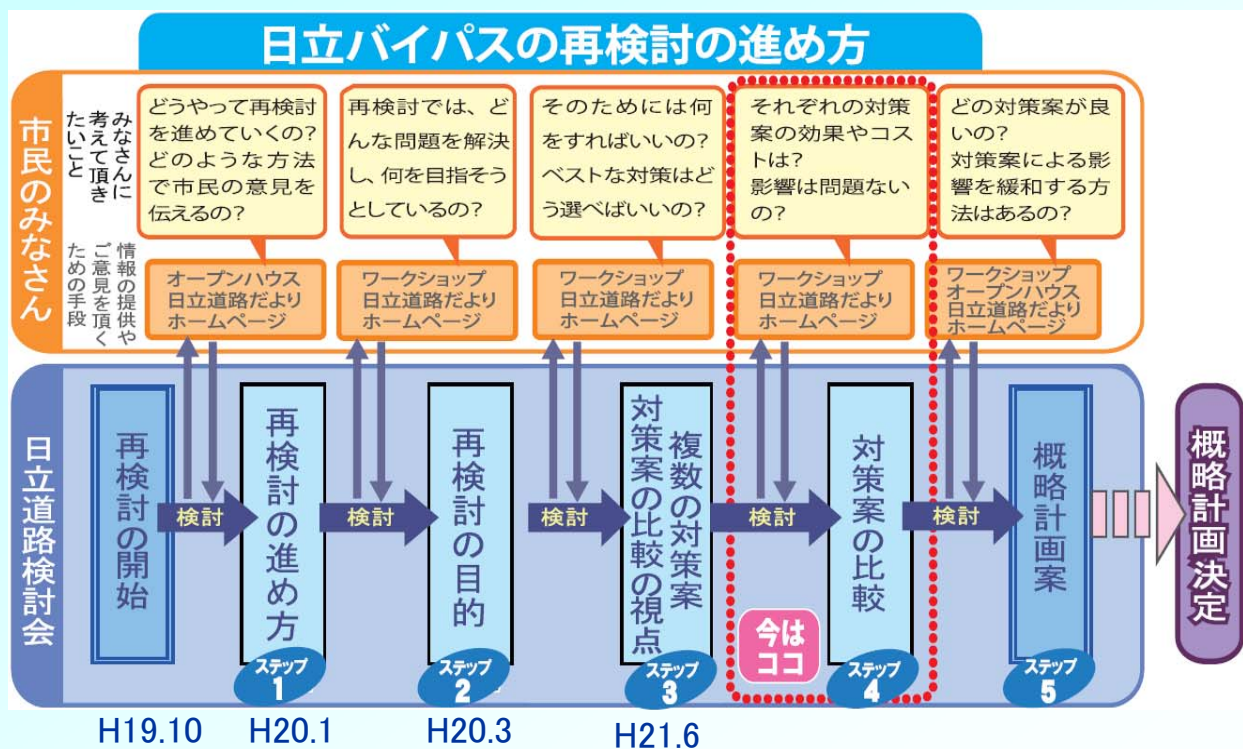 日立バイパスの再検討の進め方
市民のみなさん
みなさんに
考えて頂き
たいこと
どうやって再検討
を進めていくの?
どのような方法
で市民の意見を
伝えるの?
再検討では、ど
んな問題を解決
し、何を目指そう
としているの?
そのためには何
をすればいいの?
ベストな対策はど
う選べばいいの?
それぞれの対策
案の効果やコス
トは?
影響は問題ない
の?
どの対策案が良
いの?
対策案による影
響を緩和する方
法はあるの?
情報の提供や
ご意見を頂く
ための手段
オープンハウス
日立道路だより
ホームページ
ワークショップ
日立道路だより
ホームページ
ワークショップ
日立道路だより
ホームページ
ワークショップ
日立道路だより
ホームページ
ワークショップ
オープンハウス
日立道路だより
ホームページ
日立道路検討会
再検討の開始
検討
再検討の進め方
ステップ
1
検討
再検討の目的
ステップ
2
検討
複数の対策案
対策案の比較の視点
ステップ
3
検討
今は
ココ
対策案の比較
ステップ
4
検討
概略計画案
ステップ
5
概略計画決定
H19.10
H20.1
H20.3
H21.6